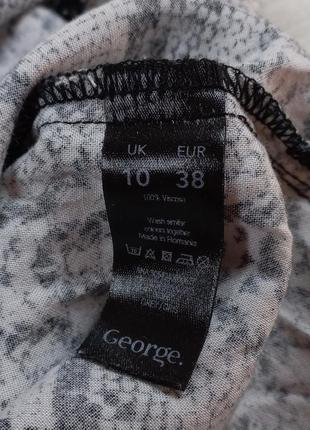 UK EUR
10 38
100% Viscose
Wash similar
colours together
Made in Romania
George.